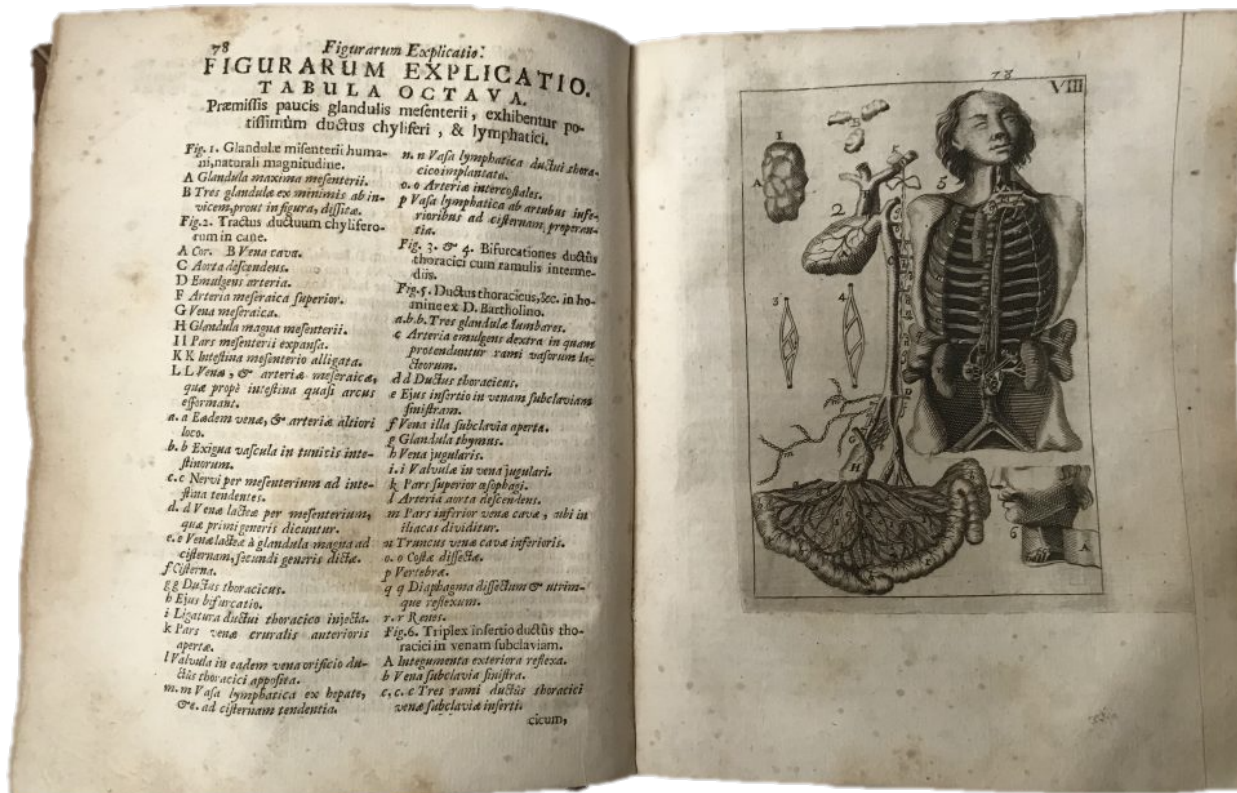 78 Figurarum Explicatio.
FIGURARUM EXPLICATIO.
TABULA OCTAVA.
Præmissis paucis glandulis mesenterii, exhibentur po-
tissimùm ductus chyliferi, & lymphatici.
Fig. 1. Glandulæ misenterii huma-
ni, naturali magnitudine.
A Glandula maxima mesenterii.
B Tres glandulæ ex minimis ab in-
vicem, prout in figura, dissitæ.
Fig. 2. Tractus ductuum chylifero-
rum in cane.
A Cor. B Vena cava.
C Aorta descendens.
D Emulgens arteria.
F Arteria meseraica superior.
G Vena meseraica.
H Glandula magna mesenterii.
I I Pars mesenterii expansa.
K K Intestina mesenterio alligata.
L L Venæ, & arteriæ meseraicæ,
quæ propè intestina quasi arcus
efformant.
a. a Eædem venæ, & arteriæ altiori
loco.
b. b Exigua vascula in tunicis inte-
stinorum.
c. c Nervi per mesenterium ad inte-
stina tendentes.
d. d Venæ lacteæ per mesenterium,
quæ primi generis dicuntur.
e. e Venæ lacteæ à glandula magna ad
cisternam, secundi generis dictæ.
f Cisterna.
g g Ductus thoracicus.
h Ejus bifurcatio.
i Ligatura ductui thoracico injecta.
k Pars venæ cruralis anterioris
apertæ.
l Valvula in eadem vena orificio du-
ctûs thoracici apposita.
m. m Vasa lymphatica ex hepate,
&c. ad cisternam tendentia.
n. n Vasa lymphatica ductui thora-
cico implantata.
o. o Arteriæ intercostales.
p Vasa lymphatica ab artubus infe-
rioribus ad cisternam properan-
tia.
Fig. 3. & 4. Bifurcationes ductûs
thoracici cum ramulis interme-
diis.
Fig. 5. Ductus thoracicus, &c. in ho-
mine ex D. Bartholino.
a. b. b. Tres glandulæ lumbares.
c Arteria emulgens dextra in quam
protenduntur rami vasorum la-
cteorum.
d d Ductus thoracicus.
e Ejus insertio in venam subclaviam
sinistram.
f Vena illa subclavia aperta.
g Glandula thymus.
h Vena jugularis.
i. i Valvulæ in vena jugulari.
k Pars superior œsophagi.
l Arteria aorta descendens.
m Pars inferior venæ cavæ, ubi in
iliacas dividitur.
n Truncus venæ cavæ inferioris.
o. o Costæ dissectæ.
p Vertebræ.
q q Diaphagma dissectum & utrim-
que reflexum.
r. r Renes.
Fig. 6. Triplex insertio ductûs tho-
racici in venam subclaviam.
A Integumenta exteriora reflexa.
b Vena subclavia sinistra.
c, c. c Tres rami ductûs thoracici
venæ subclaviæ inserti.
cicum,
78
VIII
1
A
B
2
5
3
4
H
6
A